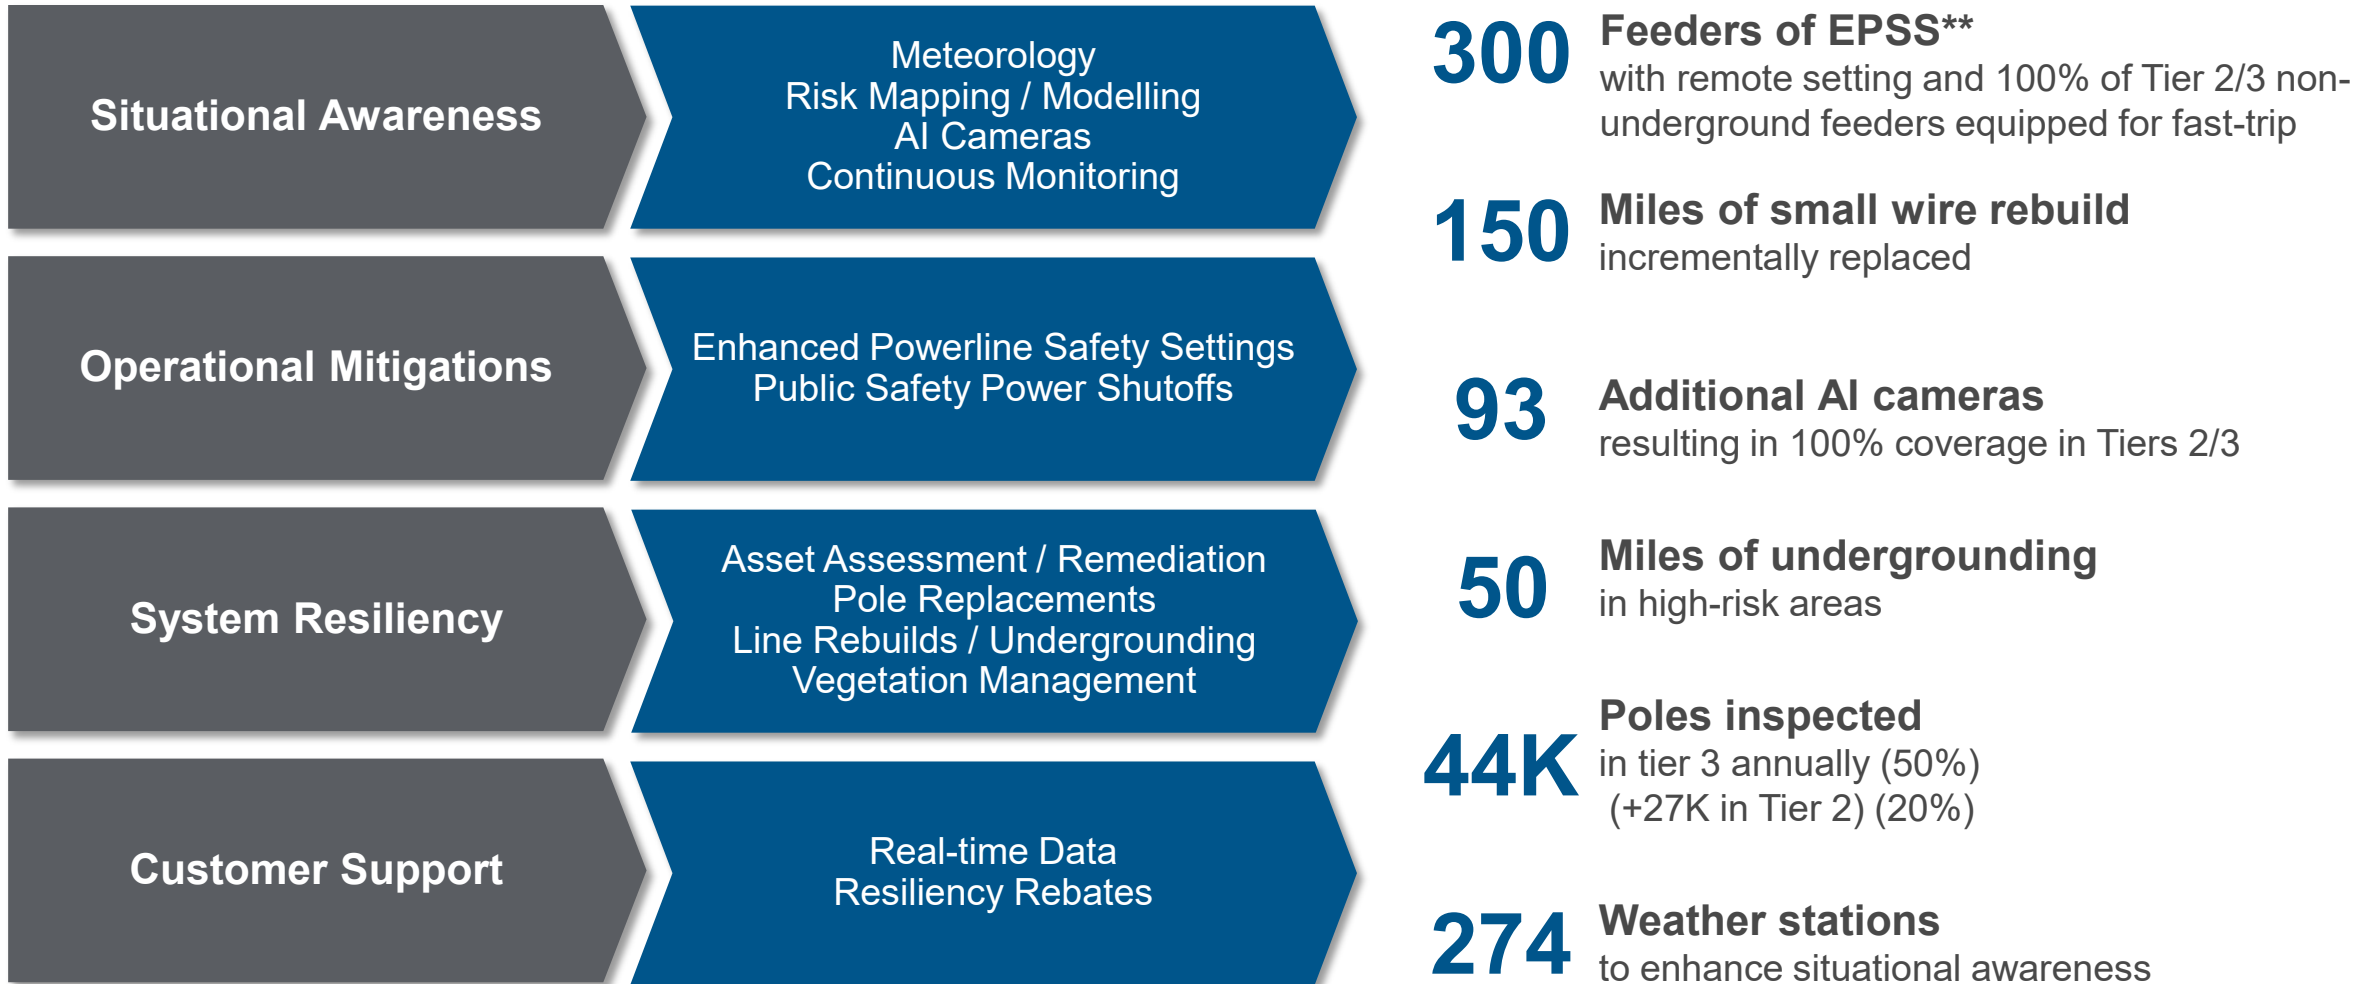 Situational Awareness
Meteorology
Risk Mapping / Modelling
AI Cameras
Continuous Monitoring
Operational Mitigations
Enhanced Powerline Safety Settings
Public Safety Power Shutoffs
System Resiliency
Asset Assessment / Remediation
Pole Replacements
Line Rebuilds / Undergrounding
Vegetation Management
Customer Support
Real-time Data
Resiliency Rebates
300
Feeders of EPSS**
with remote setting and 100% of Tier 2/3 non-
underground feeders equipped for fast-trip
150
Miles of small wire rebuild
incrementally replaced
93
Additional AI cameras
resulting in 100% coverage in Tiers 2/3
50
Miles of undergrounding
in high-risk areas
44K
Poles inspected
in tier 3 annually (50%)
(+27K in Tier 2) (20%)
274
Weather stations
to enhance situational awareness